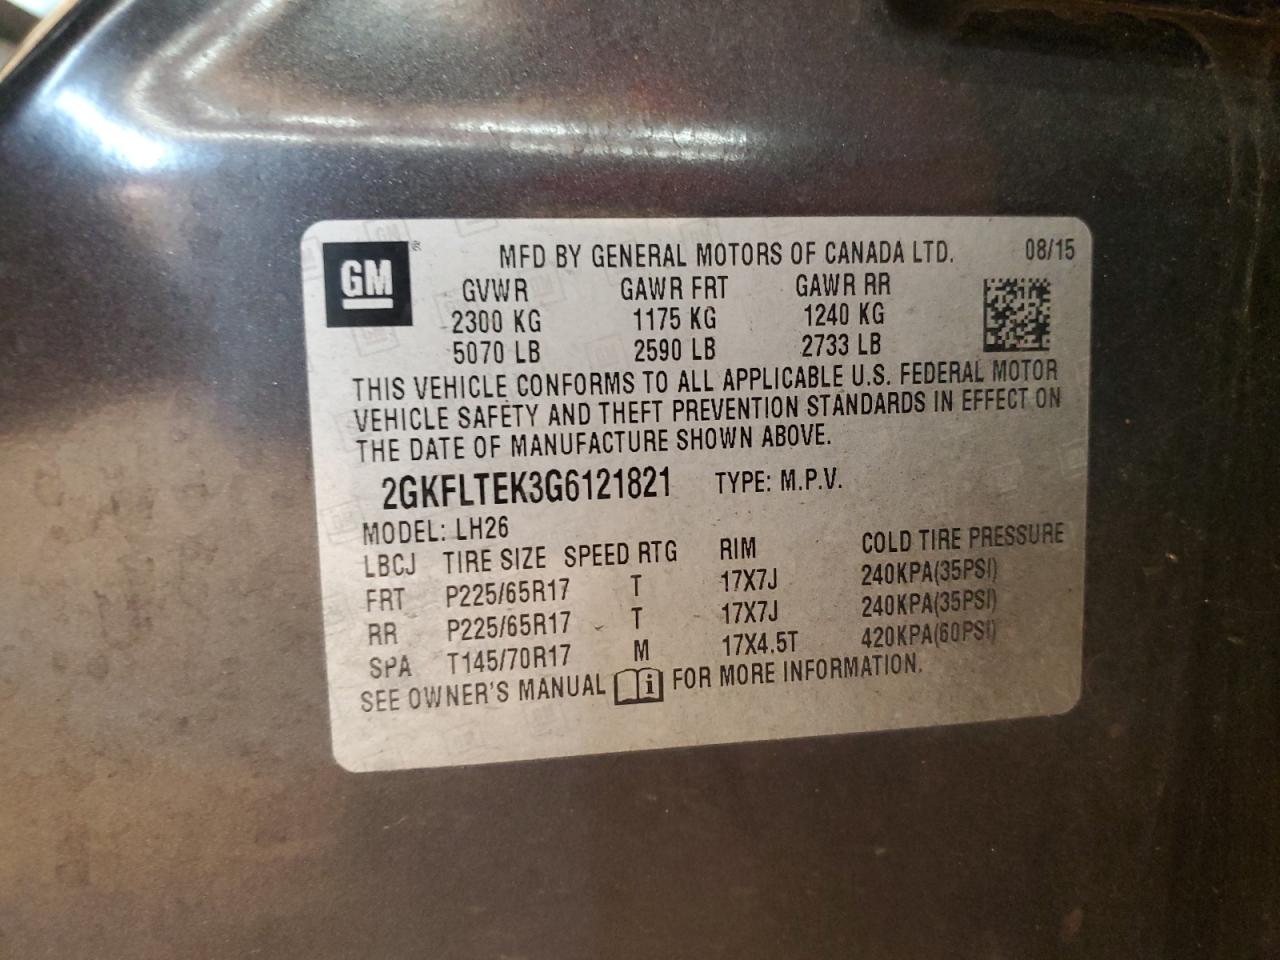 GM ®
MFD BY GENERAL MOTORS OF CANADA LTD. 08/15
GVWR GAWR FRT GAWR RR
2300 KG 1175 KG 1240 KG
5070 LB 2590 LB 2733 LB
THIS VEHICLE CONFORMS TO ALL APPLICABLE U.S. FEDERAL MOTOR
VEHICLE SAFETY AND THEFT PREVENTION STANDARDS IN EFFECT ON
THE DATE OF MANUFACTURE SHOWN ABOVE.
2GKFLTEK3G6121821 TYPE: M.P.V.
MODEL: LH26
LBCJ TIRE SIZE SPEED RTG RIM COLD TIRE PRESSURE
FRT P225/65R17 T 17X7J 240KPA(35PSI)
RR P225/65R17 T 17X7J 240KPA(35PSI)
SPA T145/70R17 M 17X4.5T 420KPA(60PSI)
SEE OWNER'S MANUAL i FOR MORE INFORMATION.